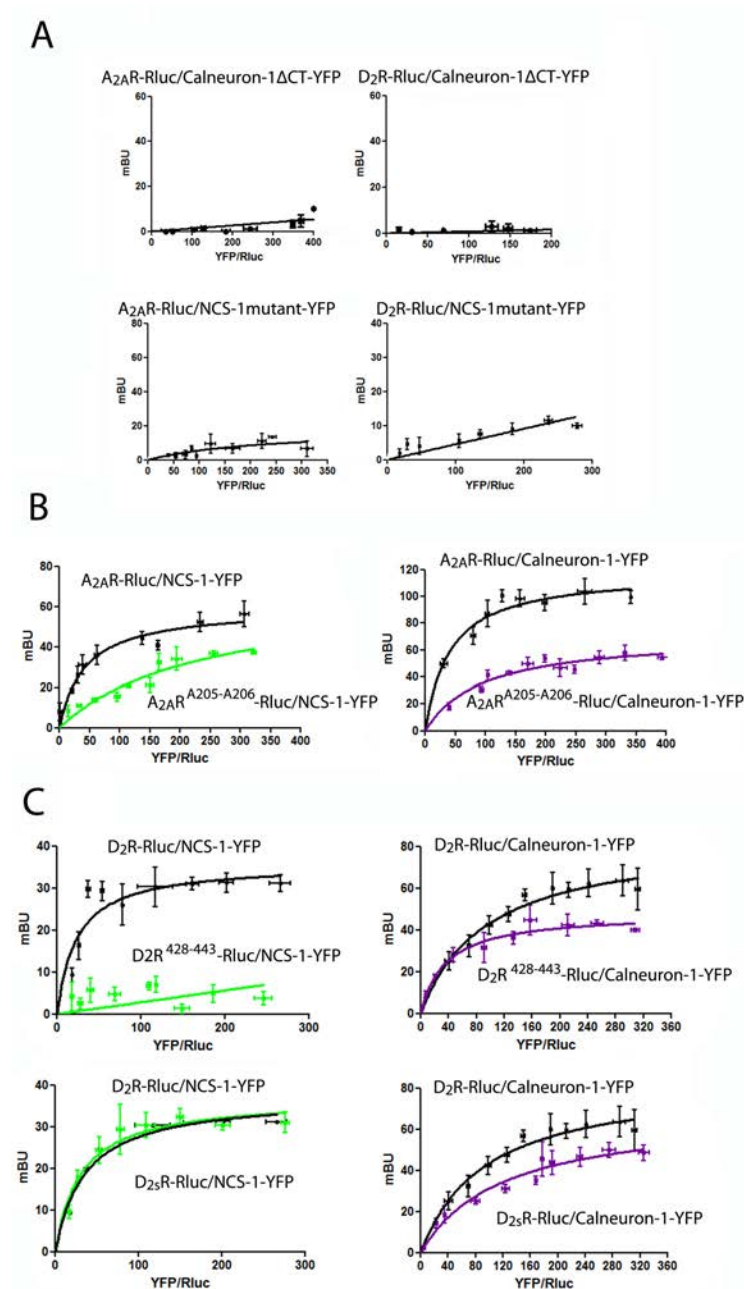 A
A2AR-Rluc/Calneuron-1ΔCT-YFP
D2R-Rluc/Calneuron-1ΔCT-YFP
mBU
60
40
20
0
0 100 200 300 400
YFP/Rluc
mBU
60
40
20
0
0 50 100 150 200
YFP/Rluc
A2AR-Rluc/NCS-1mutant-YFP
D2R-Rluc/NCS-1mutant-YFP
mBU
80
60
40
20
0
0 50 100 150 200 250 300 350
YFP/Rluc
mBU
40
30
20
10
0
0 100 200 300
YFP/Rluc
B
A2AR-Rluc/NCS-1-YFP
A2AR A205-A206-Rluc/NCS-1-YFP
mBU
80
60
40
20
0
0 50 100 150 200 250 300 350 400
YFP/Rluc
A2AR-Rluc/Calneuron-1-YFP
A2AR A205-A206-Rluc/Calneuron-1-YFP
mBU
120
100
80
60
40
20
0
0 50 100 150 200 250 300 350 400
YFP/Rluc
C
D2R-Rluc/NCS-1-YFP
D2R 428-443-Rluc/NCS-1-YFP
mBU
40
30
20
10
0
0 100 200 300
YFP/Rluc
D2R-Rluc/Calneuron-1-YFP
D2R 428-443-Rluc/Calneuron-1-YFP
mBU
80
60
40
20
0
0 40 80 120 160 200 240 280 320 360
YFP/Rluc
D2R-Rluc/NCS-1-YFP
D2sR-Rluc/NCS-1-YFP
mBU
40
30
20
10
0
0 100 200 300
YFP/Rluc
D2R-Rluc/Calneuron-1-YFP
D2sR-Rluc/Calneuron-1-YFP
mBU
80
60
40
20
0
0 40 80 120 160 200 240 280 320 360
YFP/Rluc